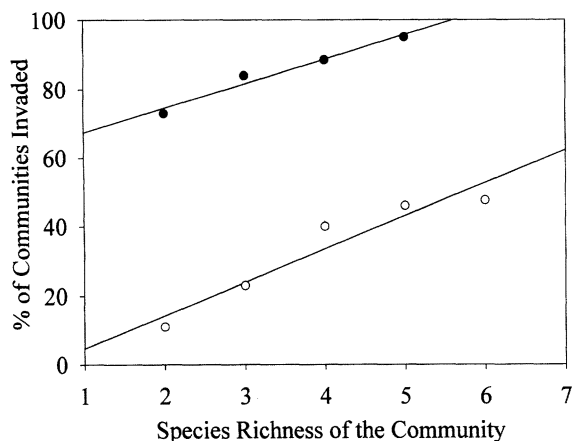 100
80
60
40
20
0
% of Communities Invaded
1 2 3 4 5 6 7
Species Richness of the Community